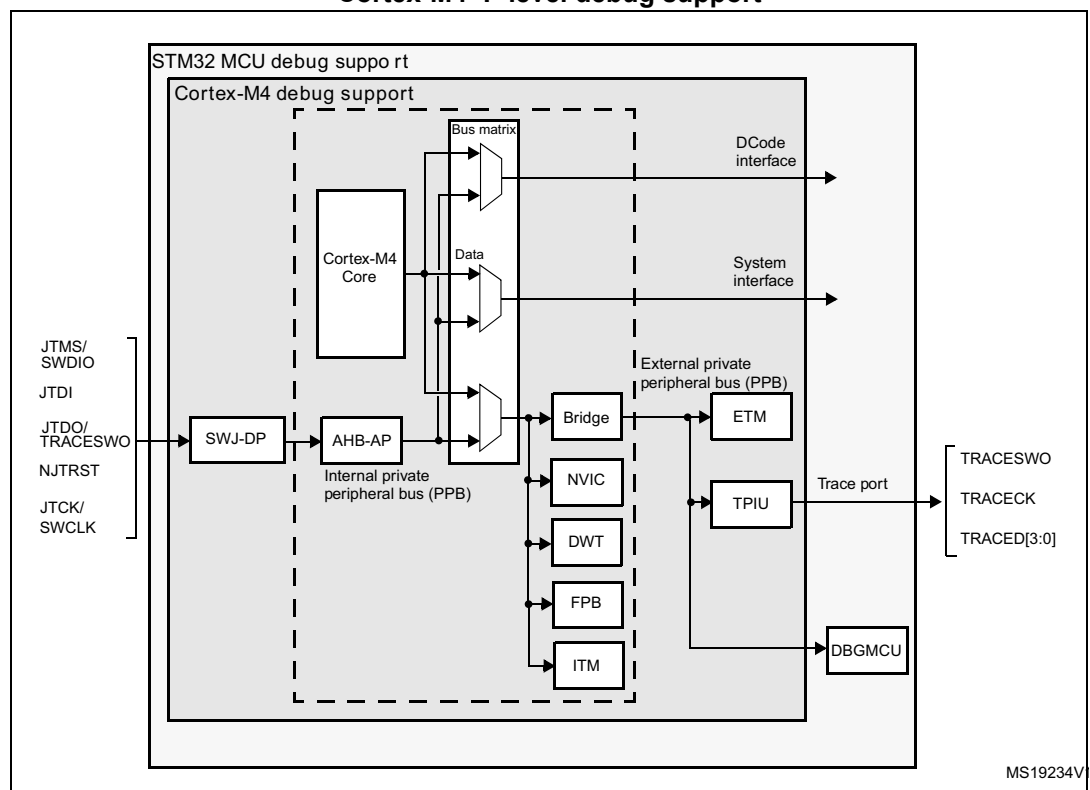 STM32 MCU debug suppo rt
Cortex-M4 debug support
Bus matrix
DCode
interface
Cortex-M4
Core
Data
System
interface
JTMS/
SWDIO
JTDI
JTDO/
TRACESWO
NJTRST
JTCK/
SWCLK
SWJ-DP
AHB-AP
Internal private
peripheral bus (PPB)
External private
peripheral bus (PPB)
Bridge
NVIC
DWT
FPB
ITM
ETM
TPIU
Trace port
TRACESWO
TRACECK
TRACED[3:0]
DBGMCU